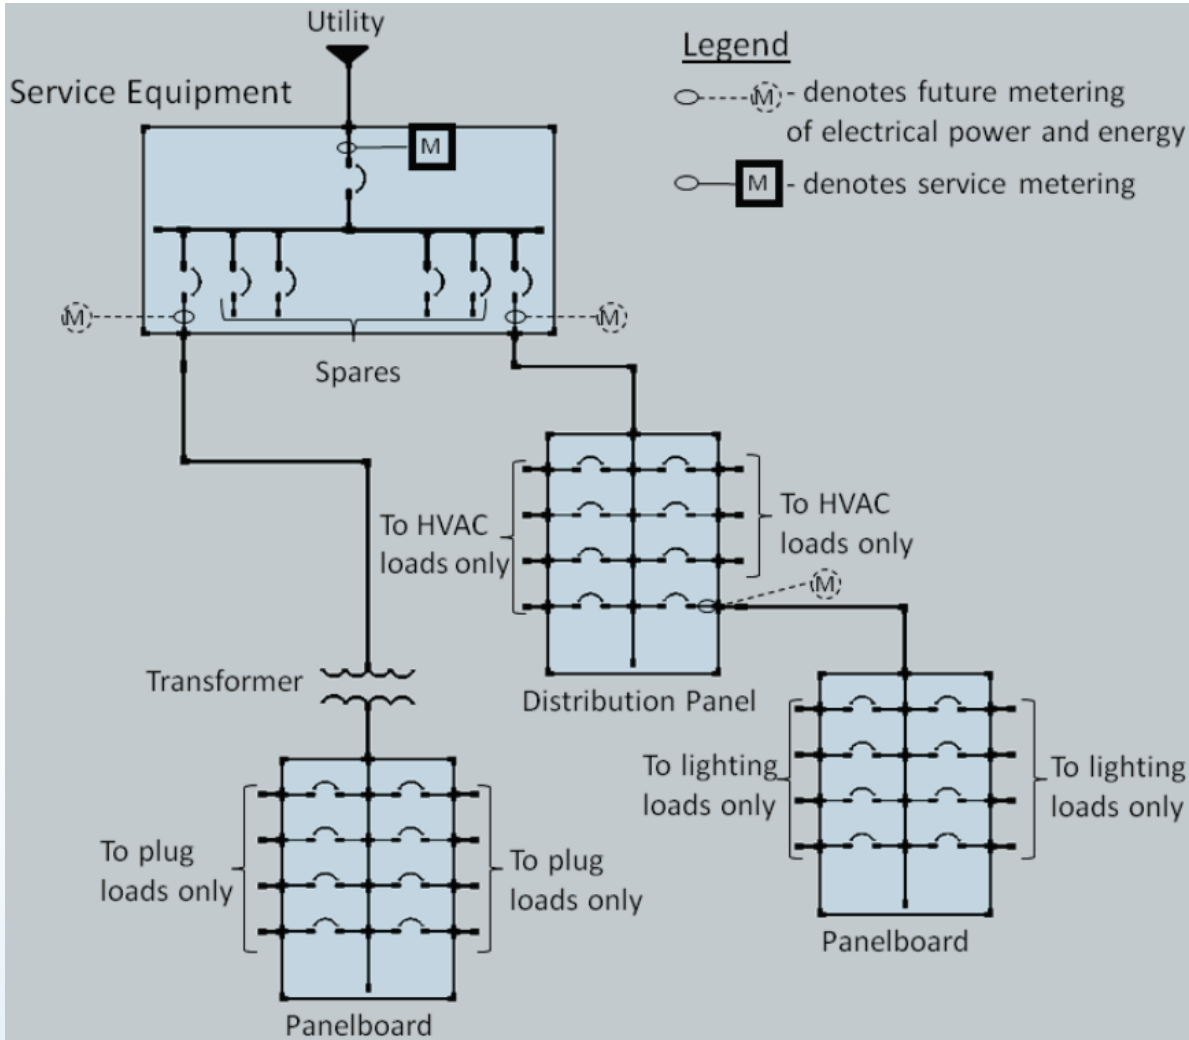 Utility
Legend
Service Equipment
M - denotes future metering
of electrical power and energy
M
M - denotes service metering
M
M
Spares
To HVAC
loads only
To HVAC
loads only
M
Transformer
Distribution Panel
To lighting
loads only
To lighting
loads only
To plug
loads only
To plug
loads only
Panelboard
Panelboard